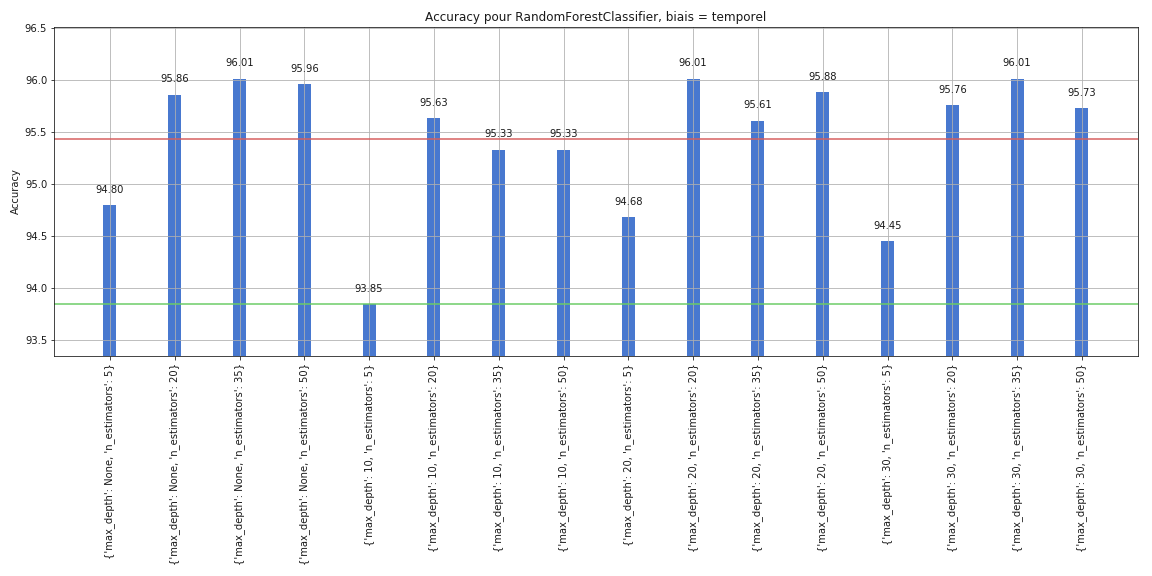 Accuracy pour RandomForestClassifier, biais = temporel
Accuracy
96.5
96.0
95.5
95.0
94.5
94.0
93.5
94.80
95.86
96.01
95.96
93.85
95.63
95.33
95.33
94.68
96.01
95.61
95.88
94.45
95.76
96.01
95.73
{'max_depth': None, 'n_estimators': 5}
{'max_depth': None, 'n_estimators': 20}
{'max_depth': None, 'n_estimators': 35}
{'max_depth': None, 'n_estimators': 50}
{'max_depth': 10, 'n_estimators': 5}
{'max_depth': 10, 'n_estimators': 20}
{'max_depth': 10, 'n_estimators': 35}
{'max_depth': 10, 'n_estimators': 50}
{'max_depth': 20, 'n_estimators': 5}
{'max_depth': 20, 'n_estimators': 20}
{'max_depth': 20, 'n_estimators': 35}
{'max_depth': 20, 'n_estimators': 50}
{'max_depth': 30, 'n_estimators': 5}
{'max_depth': 30, 'n_estimators': 20}
{'max_depth': 30, 'n_estimators': 35}
{'max_depth': 30, 'n_estimators': 50}